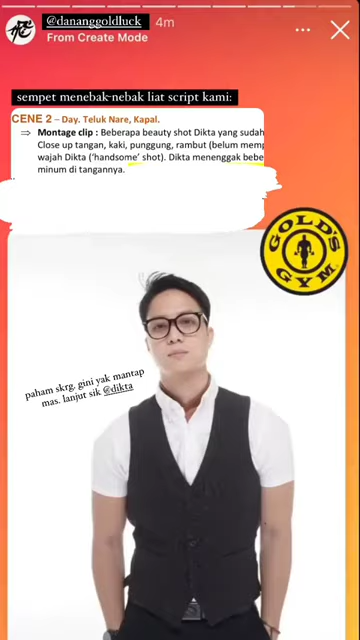 @dananggoldluck 4m
From Create Mode
sempet menebak-nebak liat script kami:
CENE 2 – Day. Teluk Nare, Kapal.
⇒ Montage clip : Beberapa beauty shot Dikta yang sudah
Close up tangan, kaki, punggung, rambut (belum memp
wajah Dikta ('handsome' shot). Dikta menenggak bebe
minum di tangannya.
GOLD'S
GYM
paham skrg. gini yak mantap
mas. lanjut sik @dikta